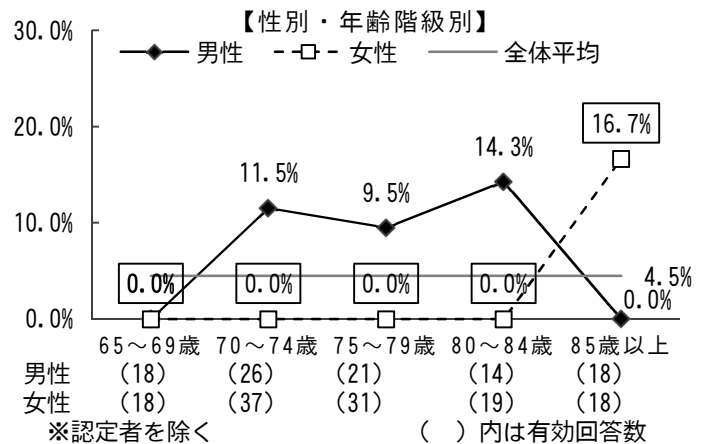 【性別・年齢階級別】
30.0%
男性 女性 全体平均
20.0%
16.7%
14.3%
11.5%
9.5%
10.0%
0.0% 0.0% 0.0% 0.0% 4.5%
0.0%
0.0%
65～69歳 70～74歳 75～79歳 80～84歳 85歳以上
男性 (18) (26) (21) (14) (18)
女性 (18) (37) (31) (19) (18)
※認定者を除く ( )内は有効回答数